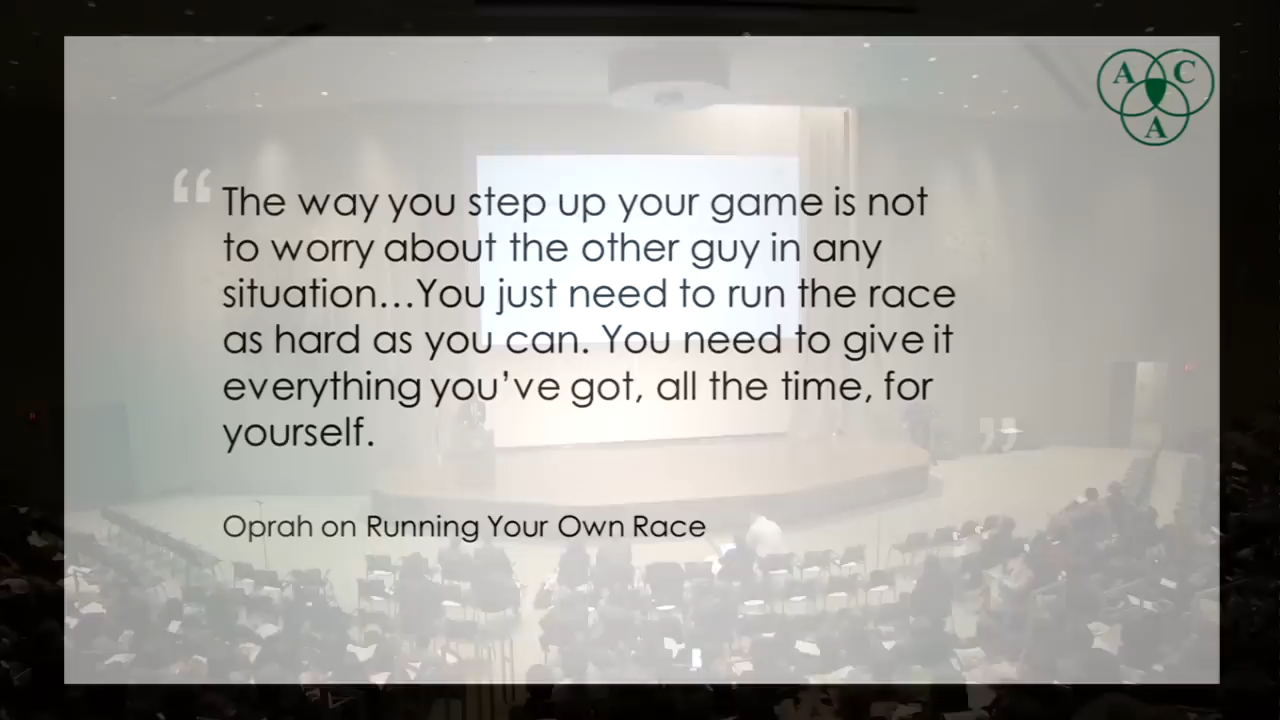 A C
A
“The way you step up your game is not
to worry about the other guy in any
situation…You just need to run the race
as hard as you can. You need to give it
everything you’ve got, all the time, for
yourself.
Oprah on Running Your Own Race